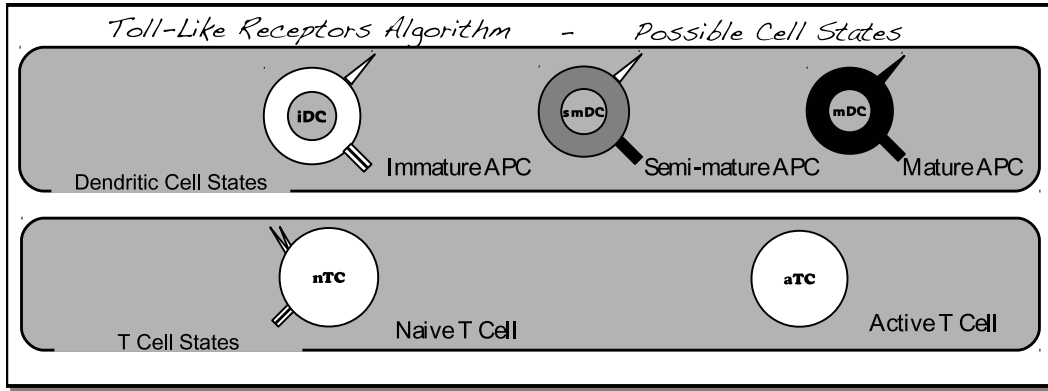 Toll-Like Receptors Algorithm - Possible Cell States
iDC
smDC
mDC
Immature APC
Semi-mature APC
Mature APC
Dendritic Cell States
nTC
aTC
Naive T Cell
Active T Cell
T Cell States